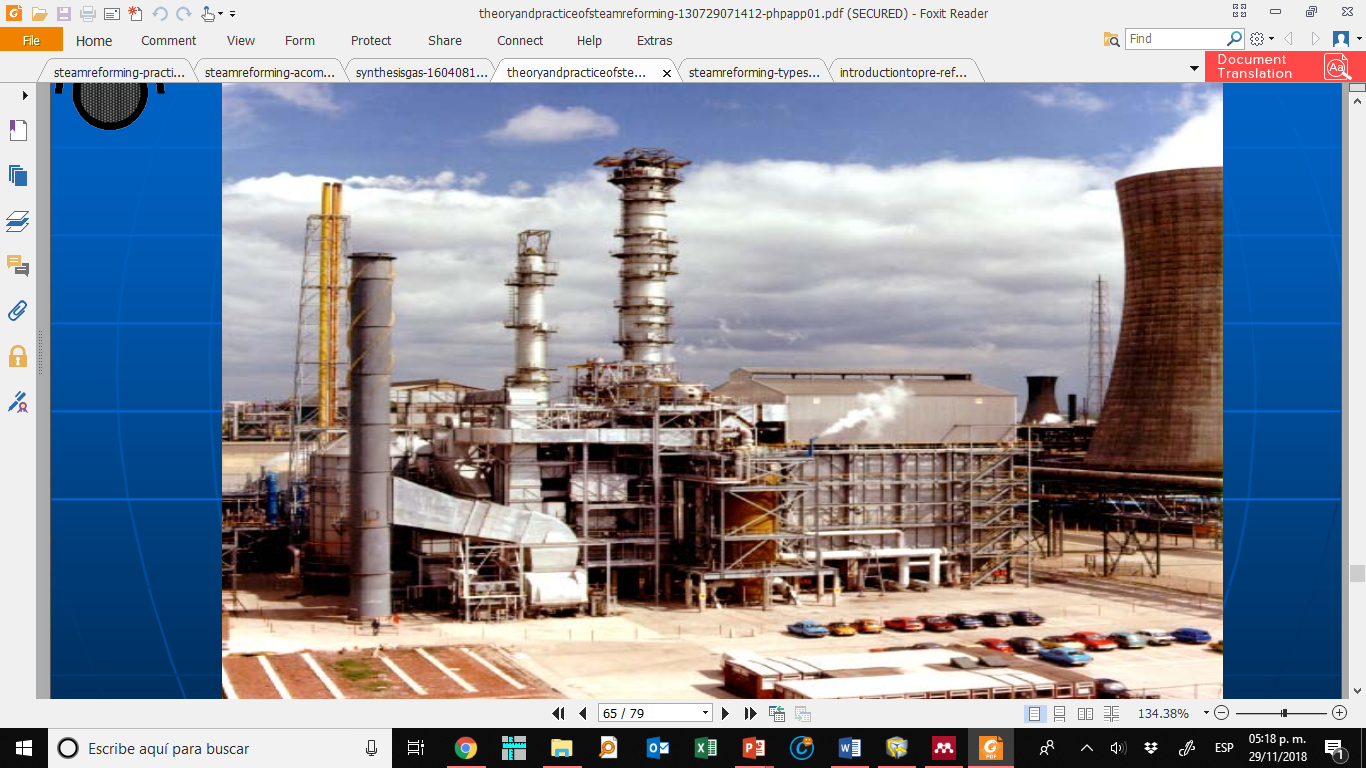 theoryandpracticeofsteamreforming-130729071412-phpapp01.pdf (SECURED) - Foxit Reader
File Home Comment View Form Protect Share Connect Help Extras Find
steamreforming-practi... steamreforming-acom... synthesisgas-1604081... theoryandpracticeofste... steamreforming-types... introductiontopre-ref...
Document
Translation
65 / 79
134.38%
Escribe aquí para buscar
ESP
05:18 p. m.
29/11/2018
1